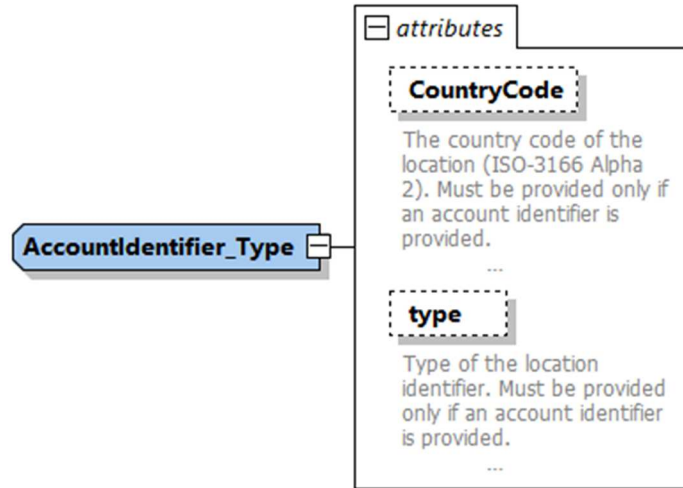 attributes
CountryCode
The country code of the
location (ISO-3166 Alpha
2). Must be provided only if
an account identifier is
provided.
...
AccountIdentifier_Type
type
Type of the location
identifier. Must be provided
only if an account identifier
is provided.
...